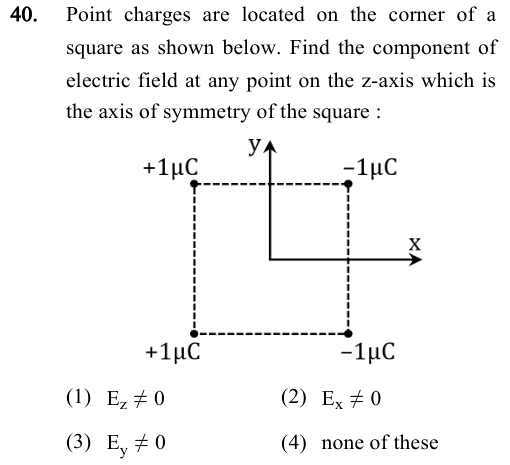 40. Point charges are located on the corner of a
square as shown below. Find the component of
electric field at any point on the z-axis which is
the axis of symmetry of the square :
y
+1μC −1μC
x
+1μC −1μC
(1) E_z ≠ 0 (2) E_x ≠ 0
(3) E_y ≠ 0 (4) none of these